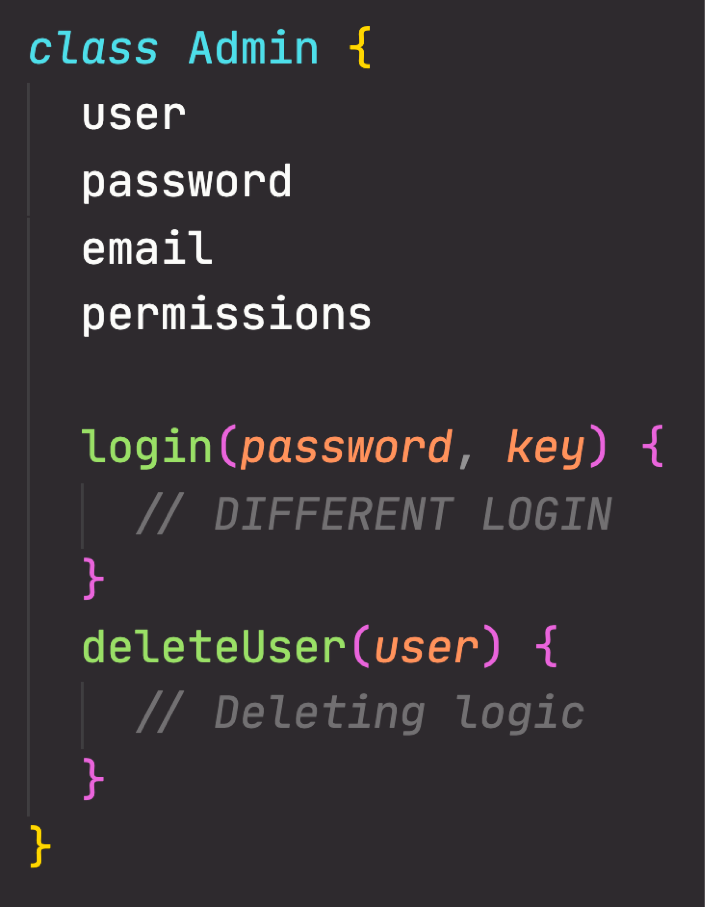 class Admin {
user
password
email
permissions
login(password, key) {
// DIFFERENT LOGIN
}
deleteUser(user) {
// Deleting logic
}
}